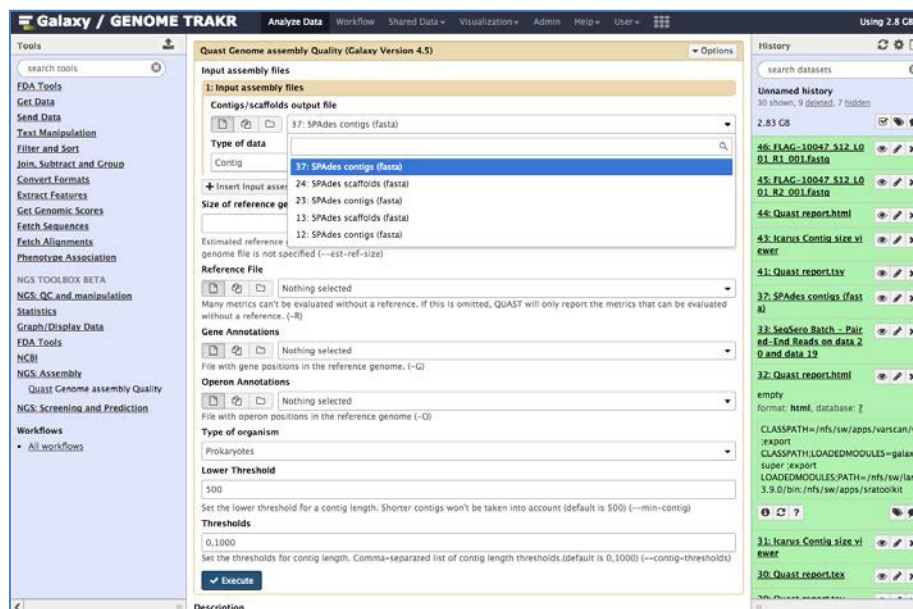 Galaxy / GENOME TRAKR
Analyze Data Workflow Shared Data Visualization Admin Help User
Using 2.8 GB
Tools
search tools
FDA Tools
Get Data
Send Data
Text Manipulation
Filter and Sort
Join, Subtract and Group
Convert Formats
Extract Features
Get Genomic Scores
Fetch Sequences
Fetch Alignments
Phenotype Association
NGS TOOLBOX BETA
NGS: QC and manipulation
Statistics
Graph/Display Data
FDA Tools
NCBI
NGS: Assembly
Quast Genome assembly Quality
NGS: Screening and Prediction
Workflows
• All workflows
Quast Genome assembly Quality (Galaxy Version 4.5)
Options
Input assembly files
1: Input assembly files
Contigs/scaffolds output file
37: SPAdes contigs (fasta)
Type of data
Contig
37: SPAdes contigs (fasta)
24: SPAdes scaffolds (fasta)
23: SPAdes contigs (fasta)
13: SPAdes scaffolds (fasta)
12: SPAdes contigs (fasta)
+ Insert Input assem
Size of reference ge
Estimated reference
genome file is not specified (--est-ref-size)
Reference File
Nothing selected
Many metrics can't be evaluated without a reference. If this is omitted, QUAST will only report the metrics that can be evaluated
without a reference. (-R)
Gene Annotations
Nothing selected
File with gene positions in the reference genome. (-G)
Operon Annotations
Nothing selected
File with operon positions in the reference genome (-O)
Type of organism
Prokaryotes
Lower Threshold
500
Set the lower threshold for a contig length. Shorter contigs won't be taken into account (default is 500) (--min-contig)
Thresholds
0,1000
Set the thresholds for contig length. Comma-separated list of contig length thresholds.(default is 0,1000) (--contig-thresholds)
Execute
Description
History
search datasets
Unnamed history
30 shown, 9 deleted, 7 hidden
2.83 GB
46: FLAG-10047_S12_L0
01_R1_001.fastq
45: FLAG-10047_S12_L0
01_R2_001.fastq
44: Quast report.html
43: Icarus Contig size vi
ewer
41: Quast report.tsv
37: SPAdes contigs (fast
a)
33: SeqSero Batch - Pair
ed-End Reads on data 2
0 and data 19
32: Quast report.html
empty
format: html, database: ?
CLASSPATH=/nfs/sw/apps/varscan/
;export
CLASSPATH;LOADEDMODULES=galax
super ;export
LOADEDMODULES;PATH=/nfs/sw/las
3.9.0/bin:/nfs/sw/apps/sratoolkit
31: Icarus Contig size vi
ewer
30: Quast report.tex